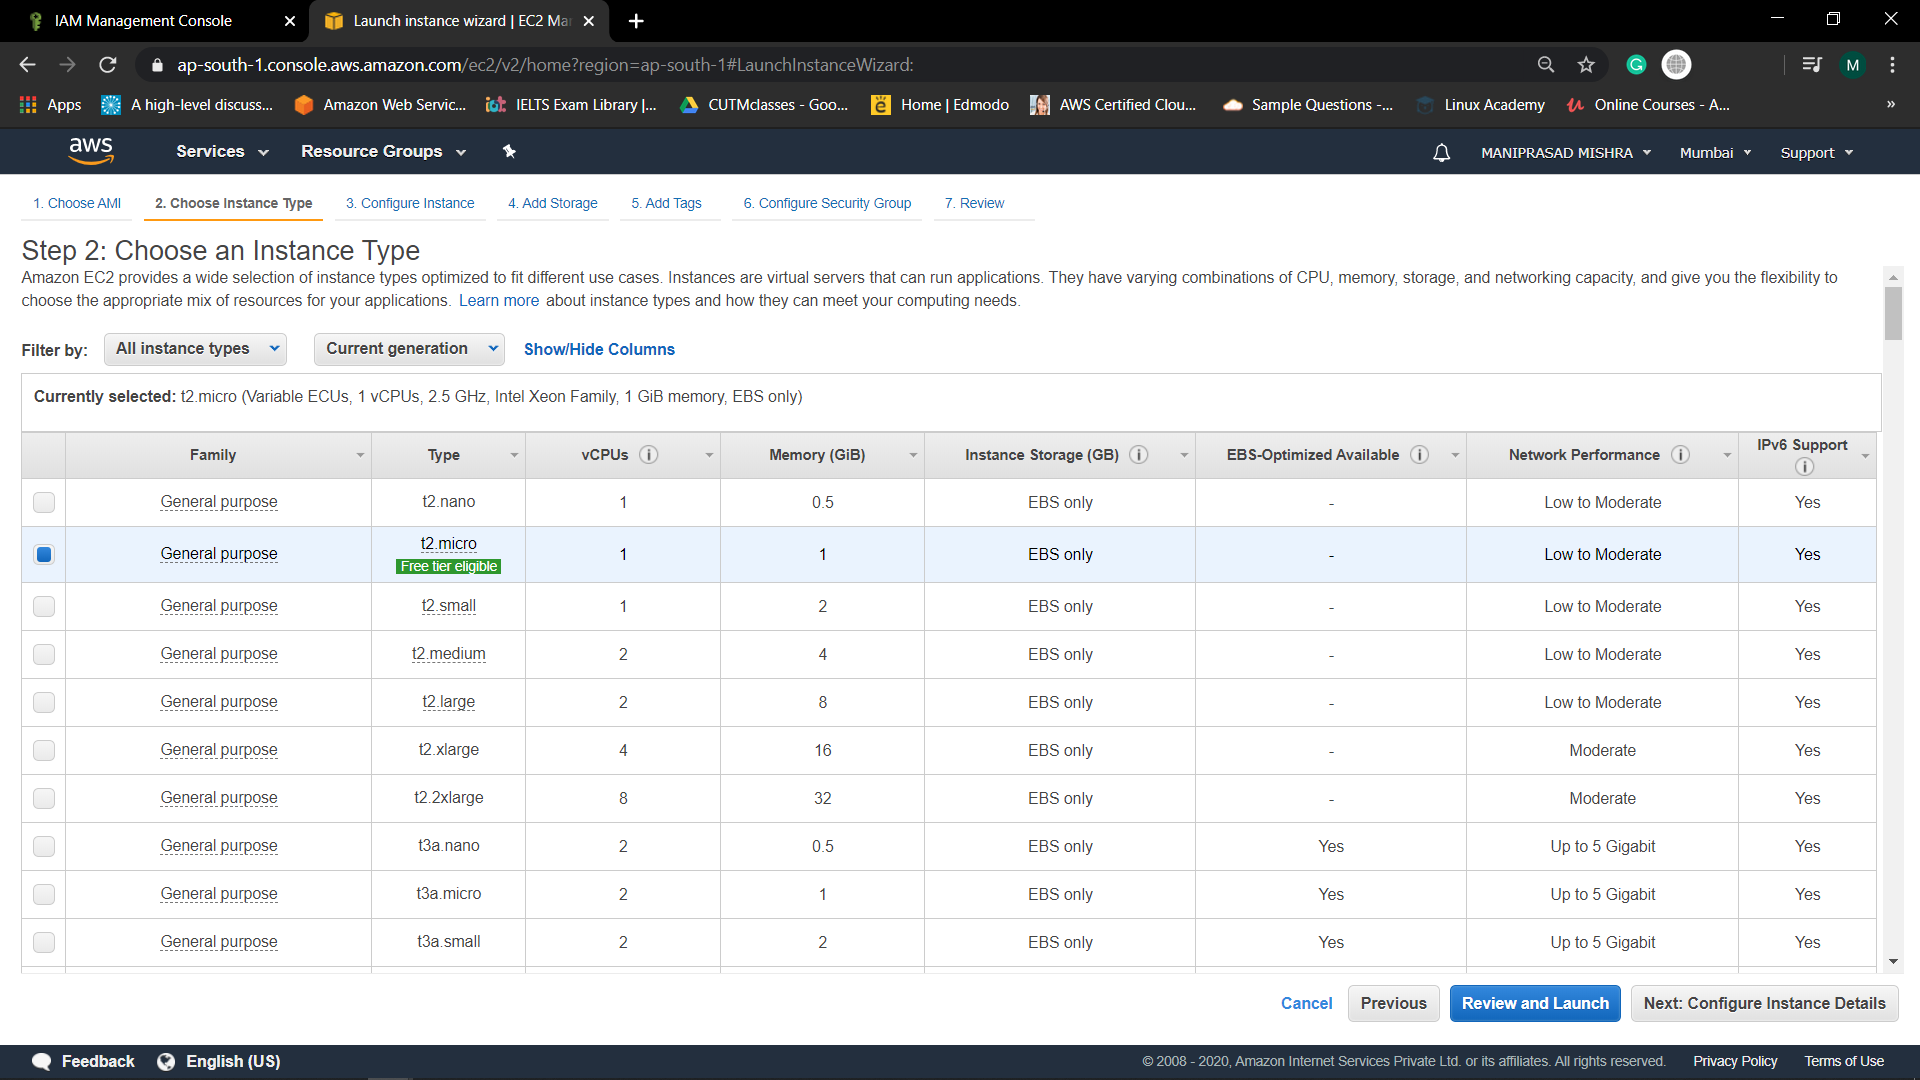 IAM Management Console
Launch instance wizard | EC2 Ma
ap-south-1.console.aws.amazon.com/ec2/v2/home?region=ap-south-1#LaunchInstanceWizard:
M
Apps A high-level discuss... Amazon Web Servic... IELTS Exam Library |... CUTMclasses - Goo... Home | Edmodo AWS Certified Clou... Sample Questions -... Linux Academy Online Courses - A... »
aws Services Resource Groups MANIPRASAD MISHRA Mumbai Support
1. Choose AMI 2. Choose Instance Type 3. Configure Instance 4. Add Storage 5. Add Tags 6. Configure Security Group 7. Review
Step 2: Choose an Instance Type
Amazon EC2 provides a wide selection of instance types optimized to fit different use cases. Instances are virtual servers that can run applications. They have varying combinations of CPU, memory, storage, and networking capacity, and give you the flexibility to
choose the appropriate mix of resources for your applications. Learn more about instance types and how they can meet your computing needs.
Filter by: All instance types Current generation Show/Hide Columns
Currently selected: t2.micro (Variable ECUs, 1 vCPUs, 2.5 GHz, Intel Xeon Family, 1 GiB memory, EBS only)
Family Type vCPUs i Memory (GiB) Instance Storage (GB) i EBS-Optimized Available i Network Performance i IPv6 Support i
General purpose t2.nano 1 0.5 EBS only - Low to Moderate Yes
General purpose t2.micro Free tier eligible 1 1 EBS only - Low to Moderate Yes
General purpose t2.small 1 2 EBS only - Low to Moderate Yes
General purpose t2.medium 2 4 EBS only - Low to Moderate Yes
General purpose t2.large 2 8 EBS only - Low to Moderate Yes
General purpose t2.xlarge 4 16 EBS only - Moderate Yes
General purpose t2.2xlarge 8 32 EBS only - Moderate Yes
General purpose t3a.nano 2 0.5 EBS only Yes Up to 5 Gigabit Yes
General purpose t3a.micro 2 1 EBS only Yes Up to 5 Gigabit Yes
General purpose t3a.small 2 2 EBS only Yes Up to 5 Gigabit Yes
Cancel Previous Review and Launch Next: Configure Instance Details
Feedback English (US) © 2008 - 2020, Amazon Internet Services Private Ltd. or its affiliates. All rights reserved. Privacy Policy Terms of Use